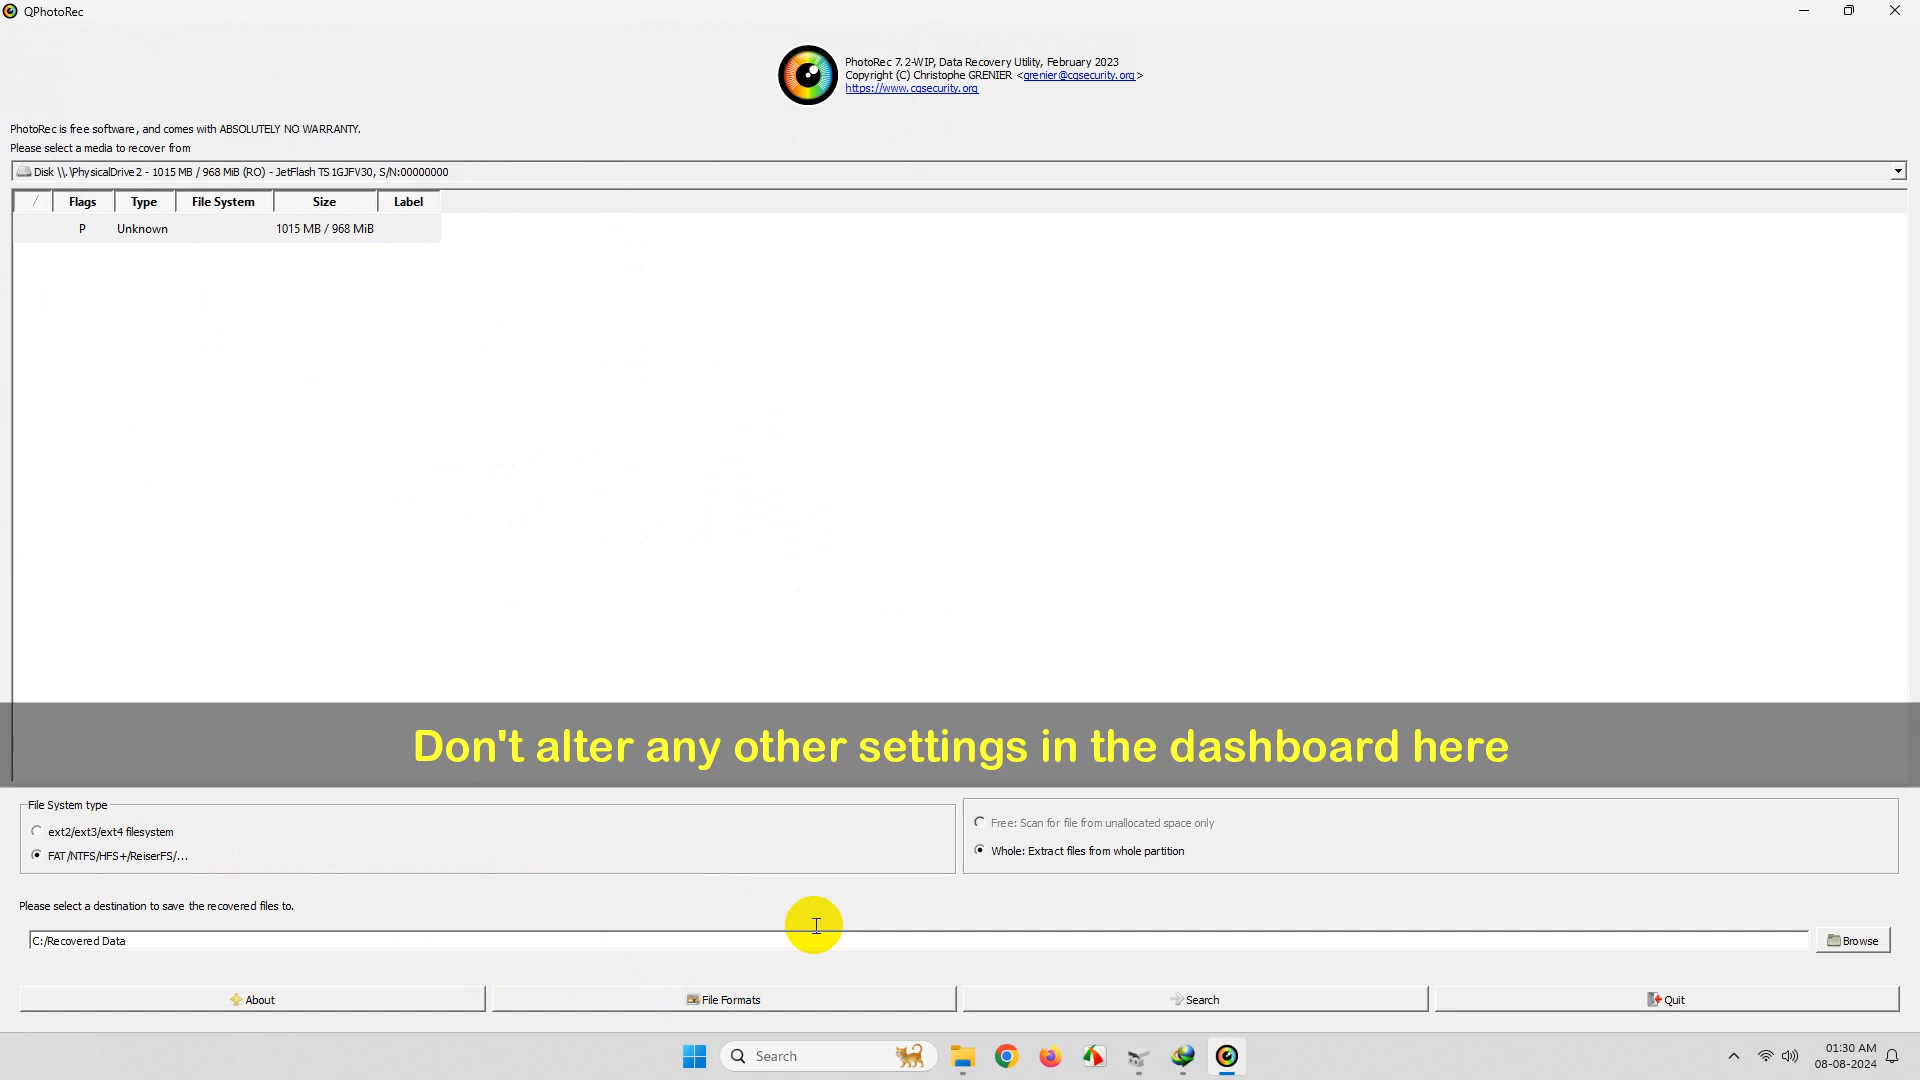 QPhotoRec
PhotoRec 7.2-WIP, Data Recovery Utility, February 2023
Copyright (C) Christophe GRENIER <grenier@cgsecurity.org>
https://www.cgsecurity.org
PhotoRec is free software, and comes with ABSOLUTELY NO WARRANTY.
Please select a media to recover from
Disk \\.\PhysicalDrive2 - 1015 MB / 968 MiB (RO) - JetFlash TS1GJFV30, S/N:00000000
/ Flags Type File System Size Label
P Unknown 1015 MB / 968 MiB
Don't alter any other settings in the dashboard here
File System type
ext2/ext3/ext4 filesystem
FAT/NTFS/HFS+/ReiserFS/...
Free: Scan for file from unallocated space only
Whole: Extract files from whole partition
Please select a destination to save the recovered files to.
C:/Recovered Data
Browse
About File Formats Search Quit
Search
01:30 AM
08-08-2024